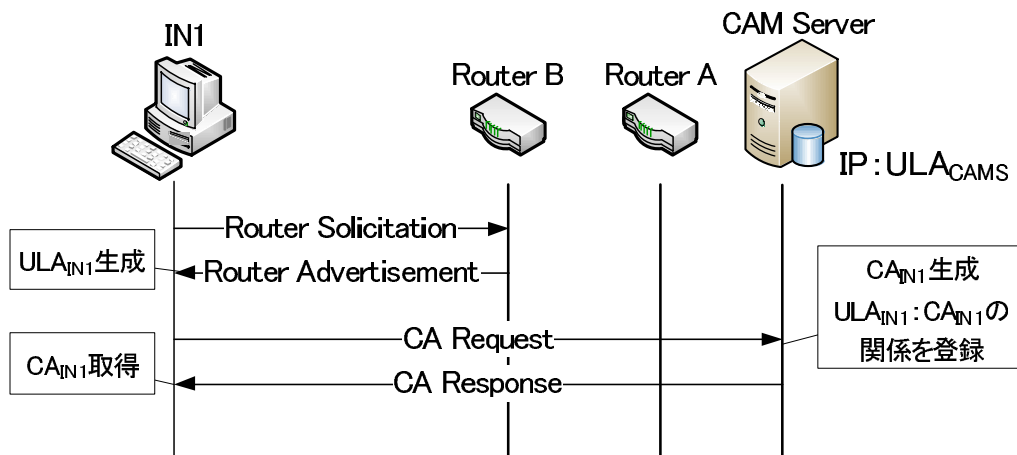 IN1
Router B
Router A
CAM Server
IP:ULACAMS
Router Solicitation
ULAIN1生成
Router Advertisement
CAIN1生成
ULAIN1:CAIN1の
関係を登録
CA Request
CAIN1取得
CA Response